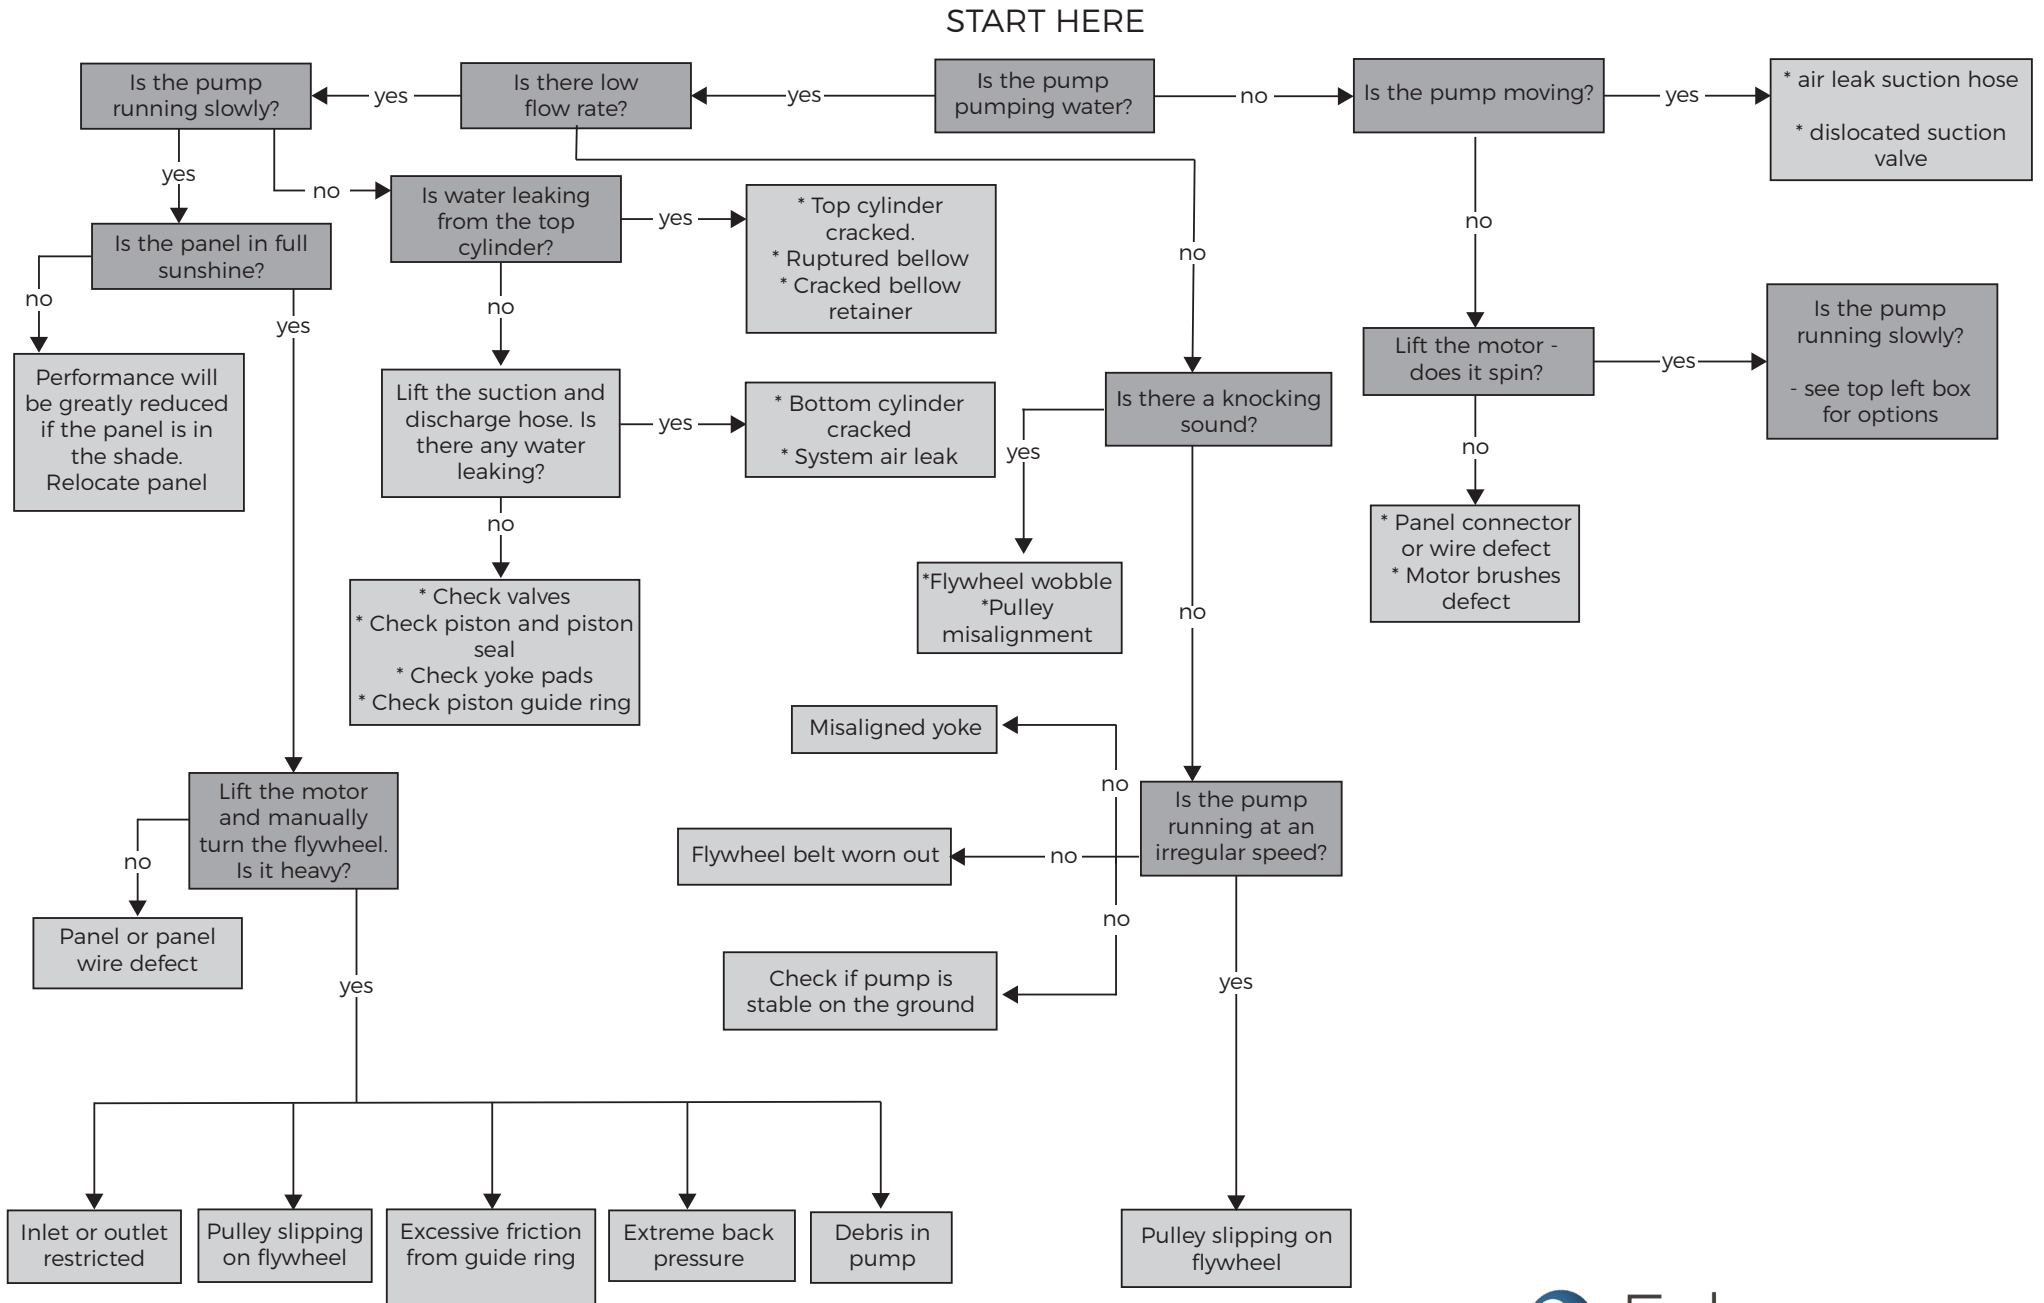 START HERE
Is the pump
running slowly?
yes
Is there low
flow rate?
yes
Is the pump
pumping water?
no
Is the pump moving?
yes
* air leak suction hose
* dislocated suction
valve
yes
no
Is water leaking
from the top
cylinder?
yes
* Top cylinder
cracked.
* Ruptured bellow
* Cracked bellow
retainer
no
no
Is the panel in full
sunshine?
no
yes
no
Is the pump
running slowly?
- see top left box
for options
Lift the motor -
does it spin?
yes
Performance will
be greatly reduced
if the panel is in
the shade.
Relocate panel
Lift the suction and
discharge hose. Is
there any water
leaking?
yes
* Bottom cylinder
cracked
* System air leak
Is there a knocking
sound?
yes
no
no
* Panel connector
or wire defect
* Motor brushes
defect
*Flywheel wobble
*Pulley
misalignment
no
* Check valves
* Check piston and piston
seal
* Check yoke pads
* Check piston guide ring
Misaligned yoke
no
Lift the motor
and manually
turn the flywheel.
Is it heavy?
Is the pump
running at an
irregular speed?
no
Flywheel belt worn out
no
no
Panel or panel
wire defect
Check if pump is
stable on the ground
yes
yes
Inlet or outlet
restricted
Pulley slipping
on flywheel
Excessive friction
from guide ring
Extreme back
pressure
Debris in
pump
Pulley slipping on
flywheel